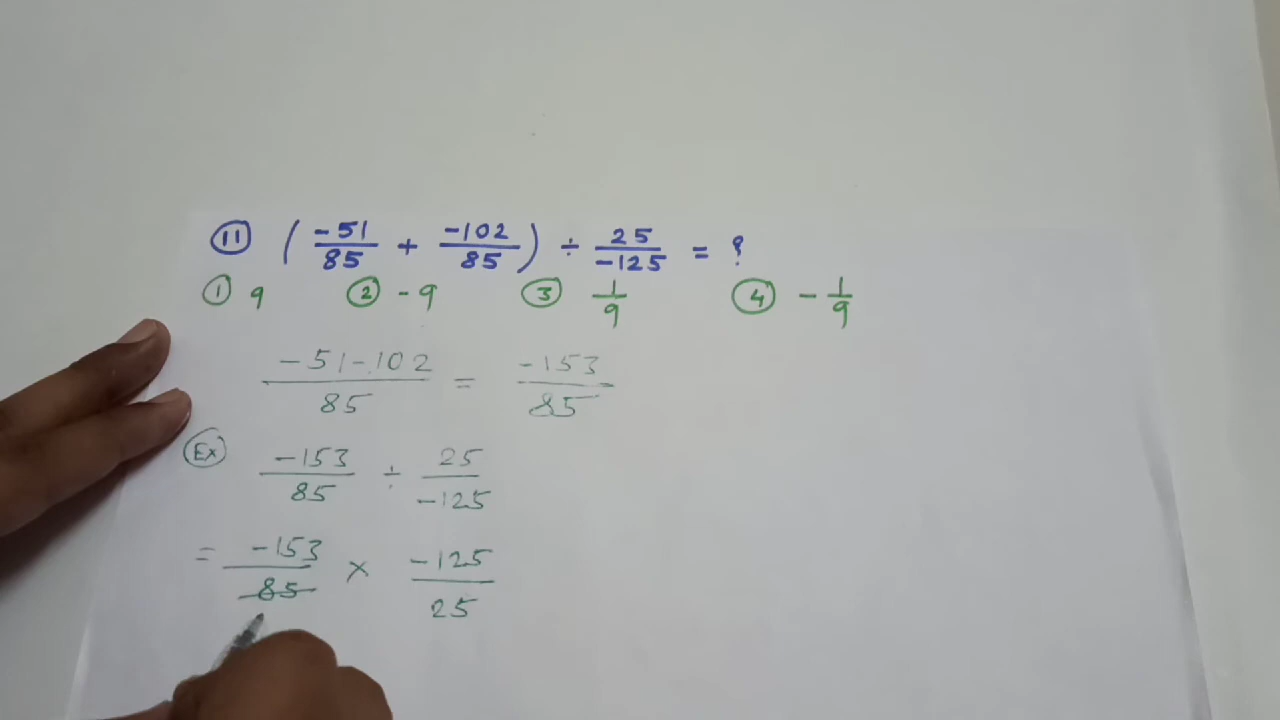 (11) (-51/85 + -102/85) ÷ 25/-125 = ?
(1) 9 (2) -9 (3) 1/9 (4) -1/9
-51-102/85 = -153/85
(Ex) -153/85 ÷ 25/-125
= -153/85 × -125/25